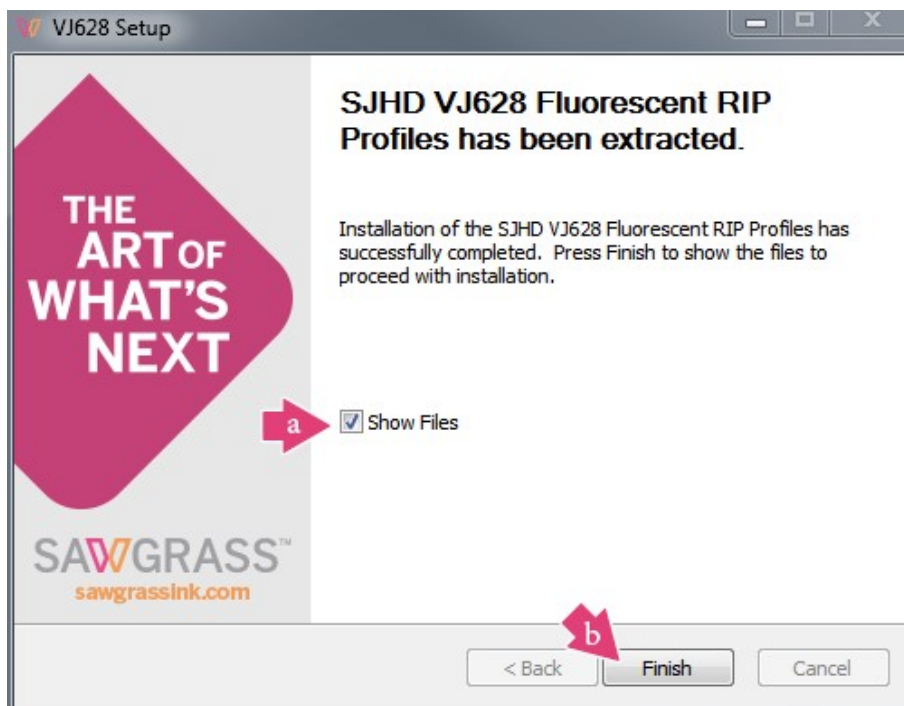 VJ628 Setup
SJHD VJ628 Fluorescent RIP
Profiles has been extracted.
THE
ART OF
WHAT'S
NEXT
Installation of the SJHD VJ628 Fluorescent RIP Profiles has
successfully completed.  Press Finish to show the files to
proceed with installation.
a
Show Files
SAWGRASS™
sawgrassink.com
b
< Back
Finish
Cancel